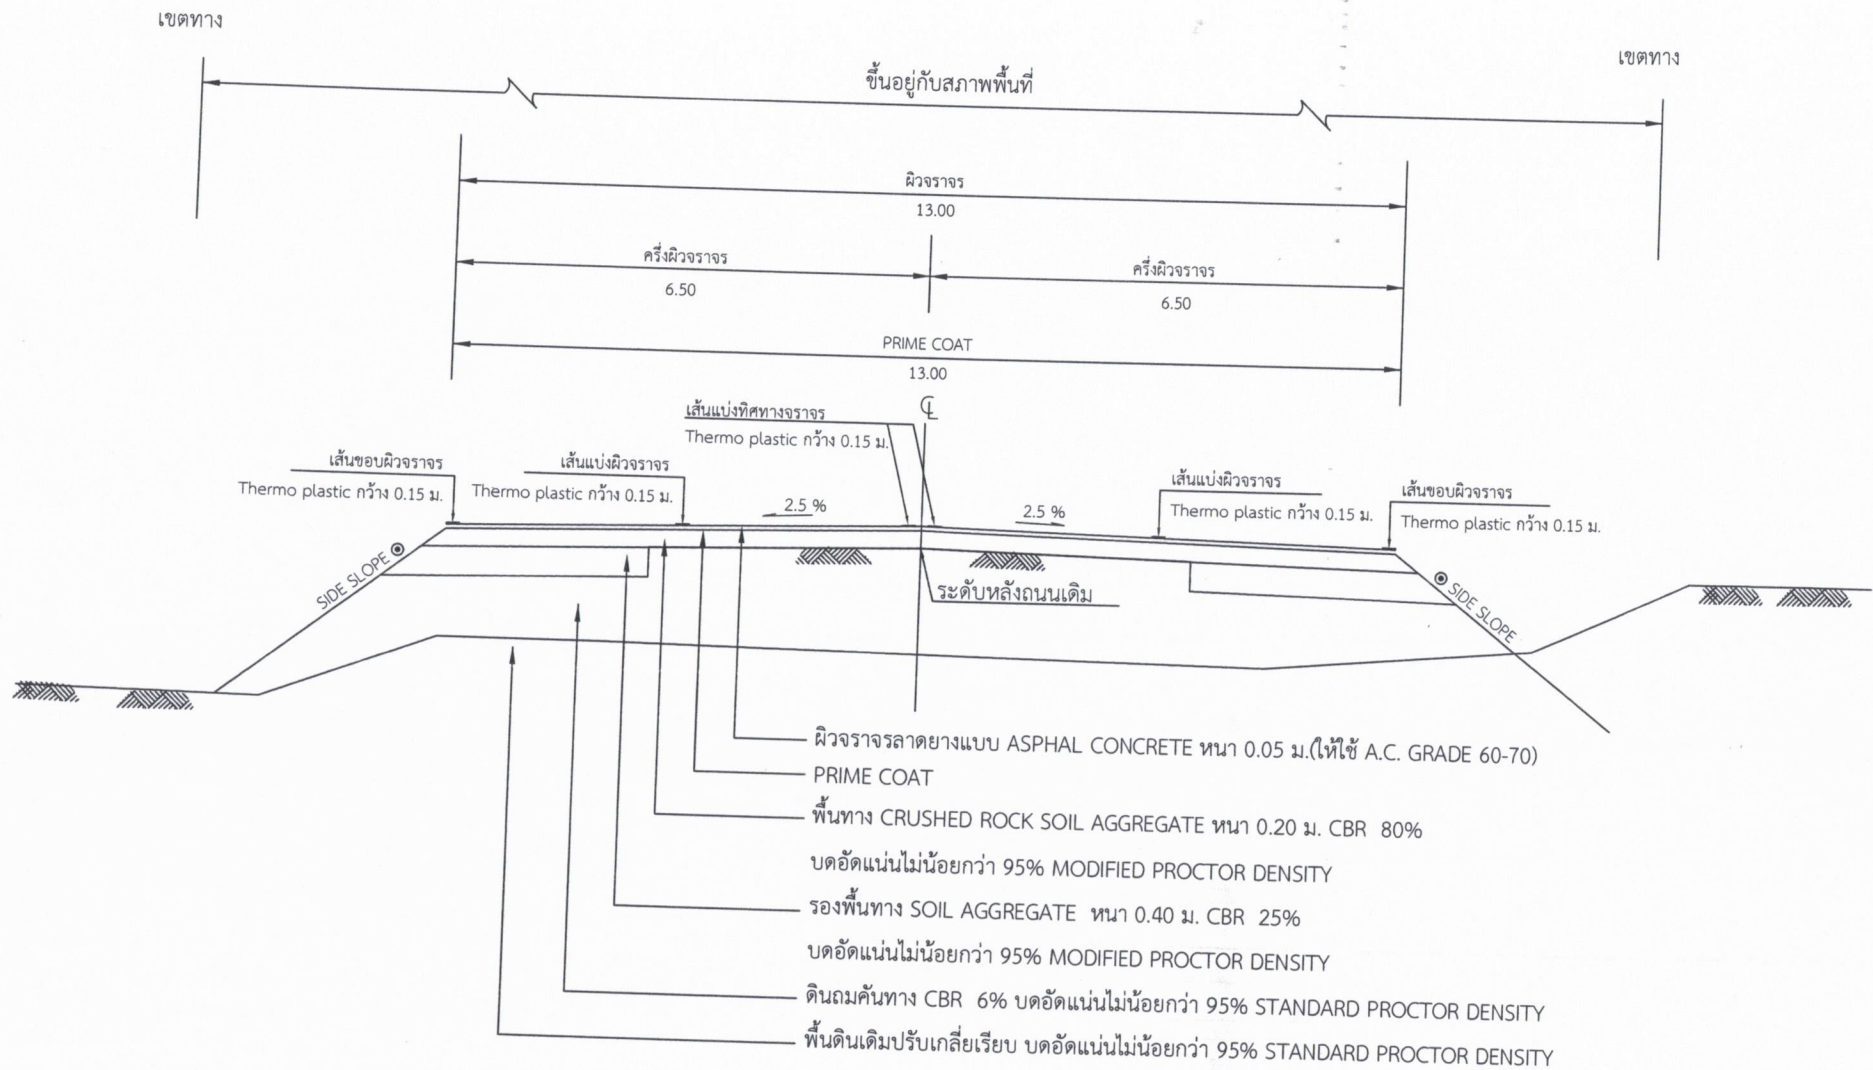 เขตทาง
เขตทาง
ขึ้นอยู่กับสภาพพื้นที่
ผิวจราจร
13.00
ครึ่งผิวจราจร
6.50
ครึ่งผิวจราจร
6.50
PRIME COAT
13.00
℄
เส้นแบ่งทิศทางจราจร
Thermo plastic กว้าง 0.15 ม.
เส้นขอบผิวจราจร
Thermo plastic กว้าง 0.15 ม.
เส้นแบ่งผิวจราจร
Thermo plastic กว้าง 0.15 ม.
เส้นแบ่งผิวจราจร
Thermo plastic กว้าง 0.15 ม.
เส้นขอบผิวจราจร
Thermo plastic กว้าง 0.15 ม.
2.5 %
2.5 %
SIDE SLOPE
SIDE SLOPE
ระดับหลังถนนเดิม
ผิวจราจรลาดยางแบบ ASPHAL CONCRETE หนา 0.05 ม.(ให้ใช้ A.C. GRADE 60-70)
PRIME COAT
พื้นทาง CRUSHED ROCK SOIL AGGREGATE หนา 0.20 ม. CBR 80%
บดอัดแน่นไม่น้อยกว่า 95% MODIFIED PROCTOR DENSITY
รองพื้นทาง SOIL AGGREGATE หนา 0.40 ม. CBR 25%
บดอัดแน่นไม่น้อยกว่า 95% MODIFIED PROCTOR DENSITY
ดินถมคันทาง CBR 6% บดอัดแน่นไม่น้อยกว่า 95% STANDARD PROCTOR DENSITY
พื้นดินเดิมปรับเกลี่ยเรียบ บดอัดแน่นไม่น้อยกว่า 95% STANDARD PROCTOR DENSITY